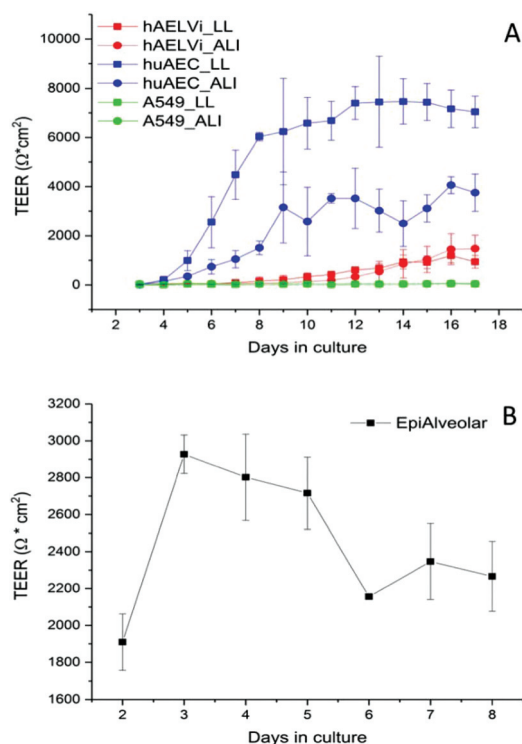 A
hAELVi_LL
hAELVi_ALI
huAEC_LL
huAEC_ALI
A549_LL
A549_ALI
10000
8000
6000
4000
2000
0
TEER (Ω*cm²)
2 4 6 8 10 12 14 16 18
Days in culture
B
EpiAlveolar
3200
3000
2800
2600
2400
2200
2000
1800
1600
TEER (Ω * cm²)
2 3 4 5 6 7 8
Days in culture